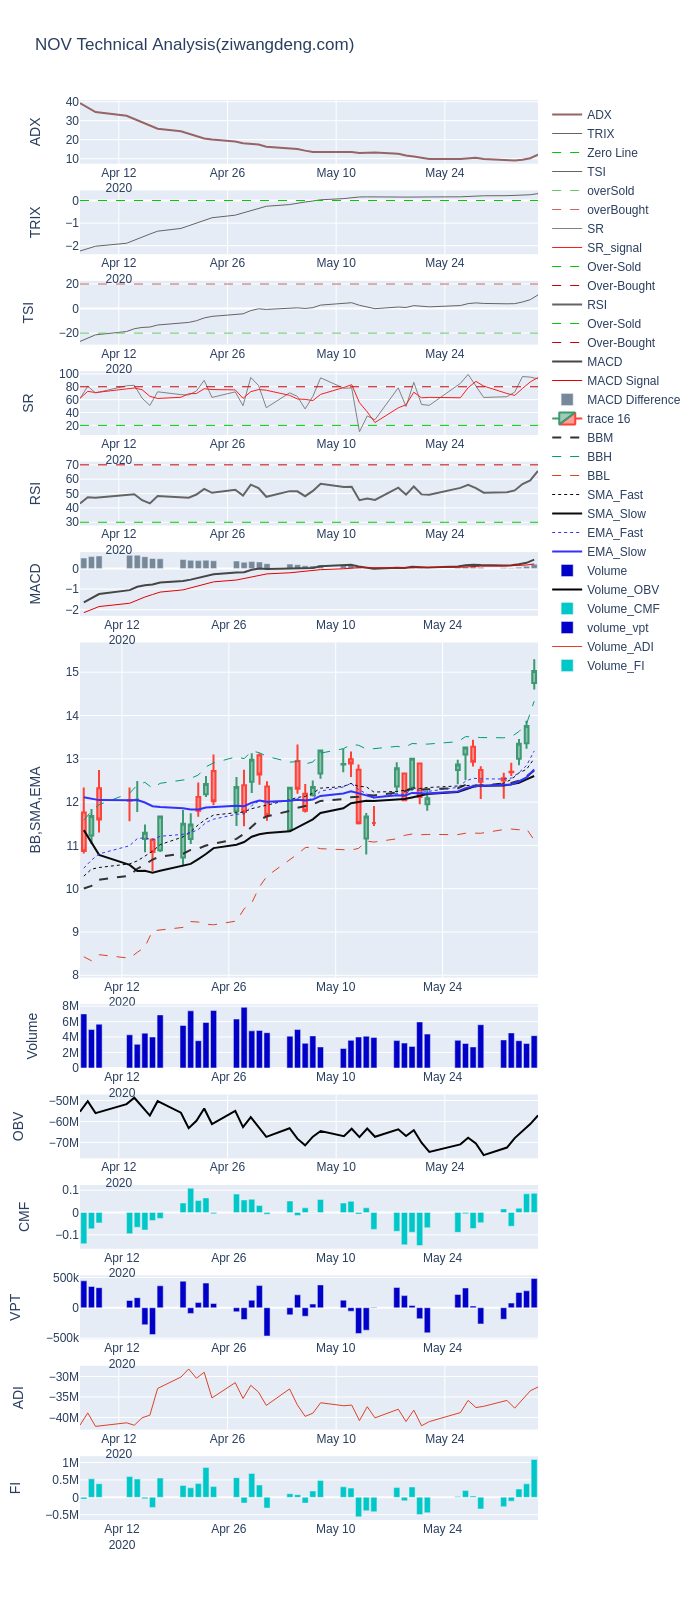 NOV Technical Analysis(ziwangdeng.com)
ADX
40
30
20
10
Apr 12
2020
Apr 26
May 10
May 24
TRIX
0
−1
−2
Apr 12
2020
Apr 26
May 10
May 24
TSI
20
0
−20
Apr 12
2020
Apr 26
May 10
May 24
SR
100
80
60
40
20
Apr 12
2020
Apr 26
May 10
May 24
RSI
70
60
50
40
30
Apr 12
2020
Apr 26
May 10
May 24
MACD
0
−1
−2
Apr 12
2020
Apr 26
May 10
May 24
BB,SMA,EMA
15
14
13
12
11
10
9
8
Apr 12
2020
Apr 26
May 10
May 24
Volume
8M
6M
4M
2M
0
Apr 12
2020
Apr 26
May 10
May 24
OBV
−50M
−60M
−70M
Apr 12
2020
Apr 26
May 10
May 24
CMF
0.1
0
−0.1
Apr 12
2020
Apr 26
May 10
May 24
VPT
500k
0
−500k
Apr 12
2020
Apr 26
May 10
May 24
ADI
−30M
−35M
−40M
Apr 12
2020
Apr 26
May 10
May 24
FI
1M
0.5M
0
−0.5M
Apr 12
2020
Apr 26
May 10
May 24
ADX
TRIX
Zero Line
TSI
overSold
overBought
SR
SR_signal
Over-Sold
Over-Bought
RSI
Over-Sold
Over-Bought
MACD
MACD Signal
MACD Difference
trace 16
BBM
BBH
BBL
SMA_Fast
SMA_Slow
EMA_Fast
EMA_Slow
Volume
Volume_OBV
Volume_CMF
volume_vpt
Volume_ADI
Volume_FI